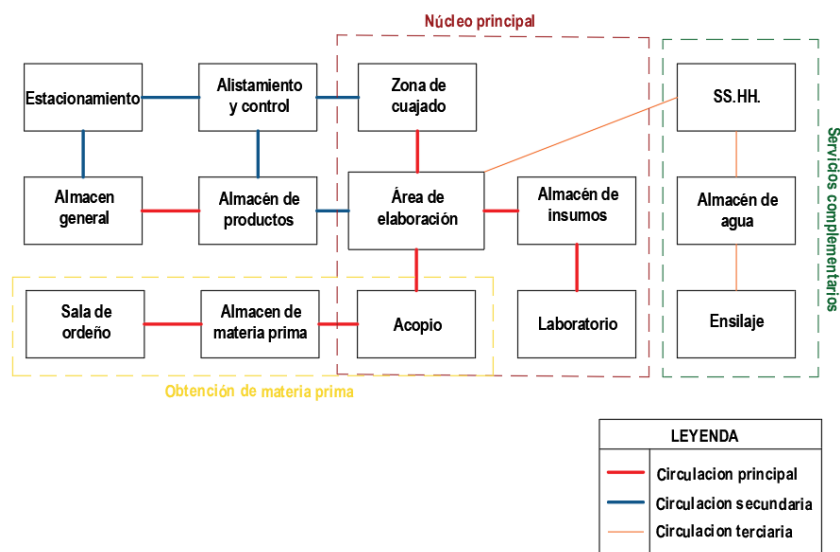 Núcleo principal
Estacionamiento
Alistamiento
y control
Zona de
cuajado
SS.HH.
Almacen
general
Almacén de
productos
Área de
elaboración
Almacén de
insumos
Almacén de
agua
Servicios complementarios
Sala de
ordeño
Almacen de
materia prima
Acopio
Laboratorio
Ensilaje
Obtención de materia prima
LEYENDA
Circulacion principal
Circulacion secundaria
Circulacion terciaria